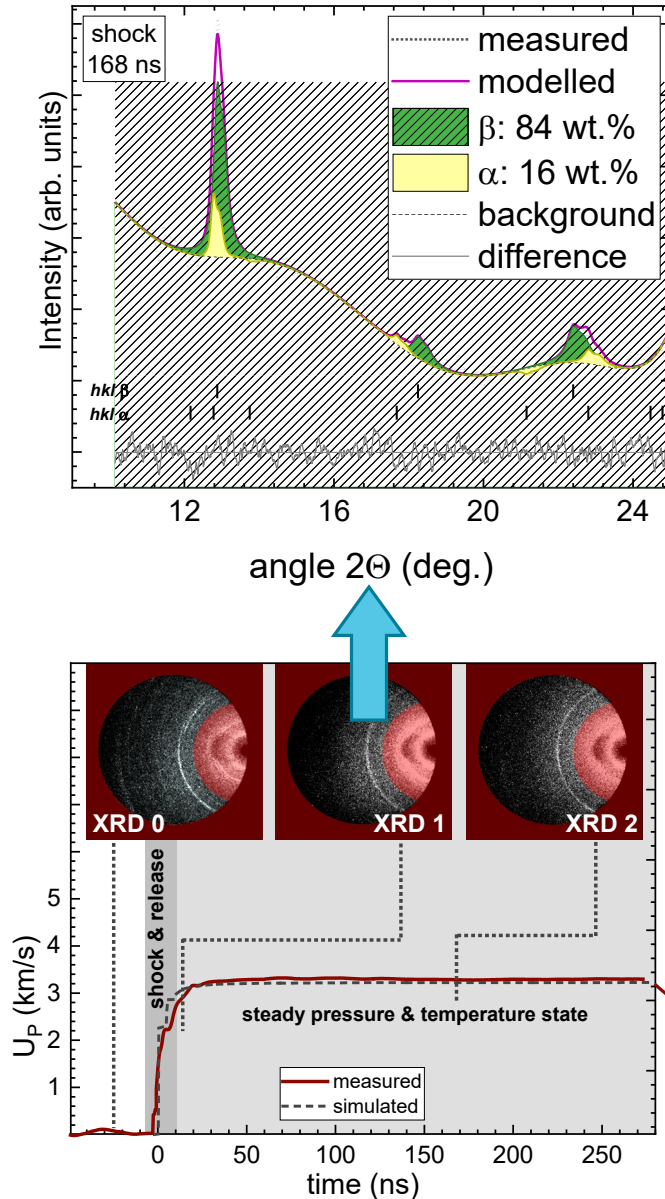 shock
168 ns
measured
modelled
β: 84 wt.%
α: 16 wt.%
background
difference
Intensity (arb. units)
hkl β
hkl α
12 16 20 24
angle 2Θ (deg.)
XRD 0 XRD 1 XRD 2
shock & release
5
4
3
2
1
U_P (km/s)
steady pressure & temperature state
measured
simulated
0 50 100 150 200 250
time (ns)